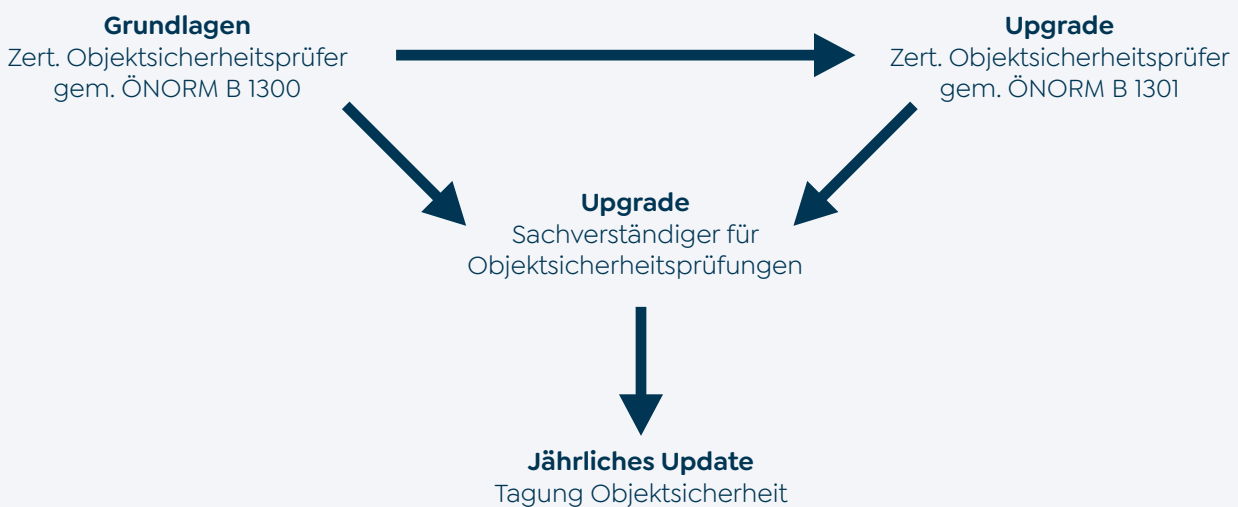 Grundlagen
Zert. Objektsicherheitsprüfer
gem. ÖNORM B 1300
Upgrade
Zert. Objektsicherheitsprüfer
gem. ÖNORM B 1301
Upgrade
Sachverständiger für
Objektsicherheitsprüfungen
Jährliches Update
Tagung Objektsicherheit